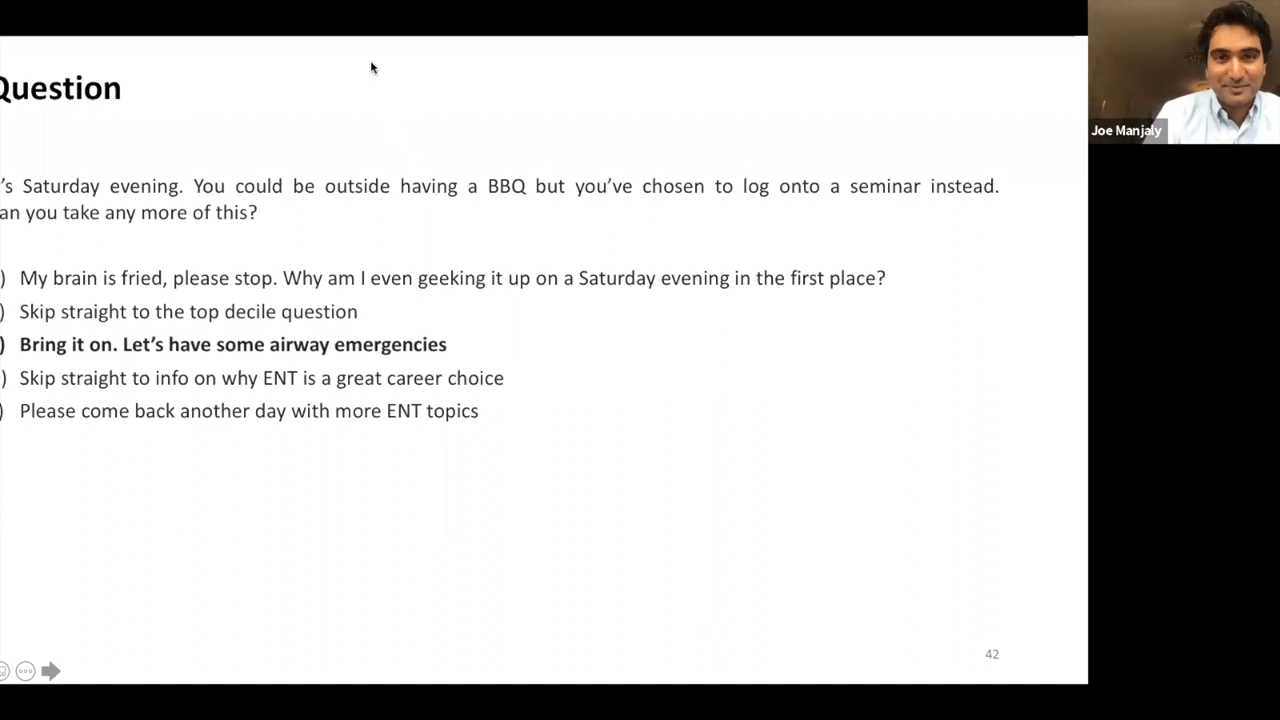 Question
Joe Manjaly
’s Saturday evening. You could be outside having a BBQ but you’ve chosen to log onto a seminar instead.
an you take any more of this?
) My brain is fried, please stop. Why am I even geeking it up on a Saturday evening in the first place?
) Skip straight to the top decile question
) Bring it on. Let’s have some airway emergencies
) Skip straight to info on why ENT is a great career choice
) Please come back another day with more ENT topics
42